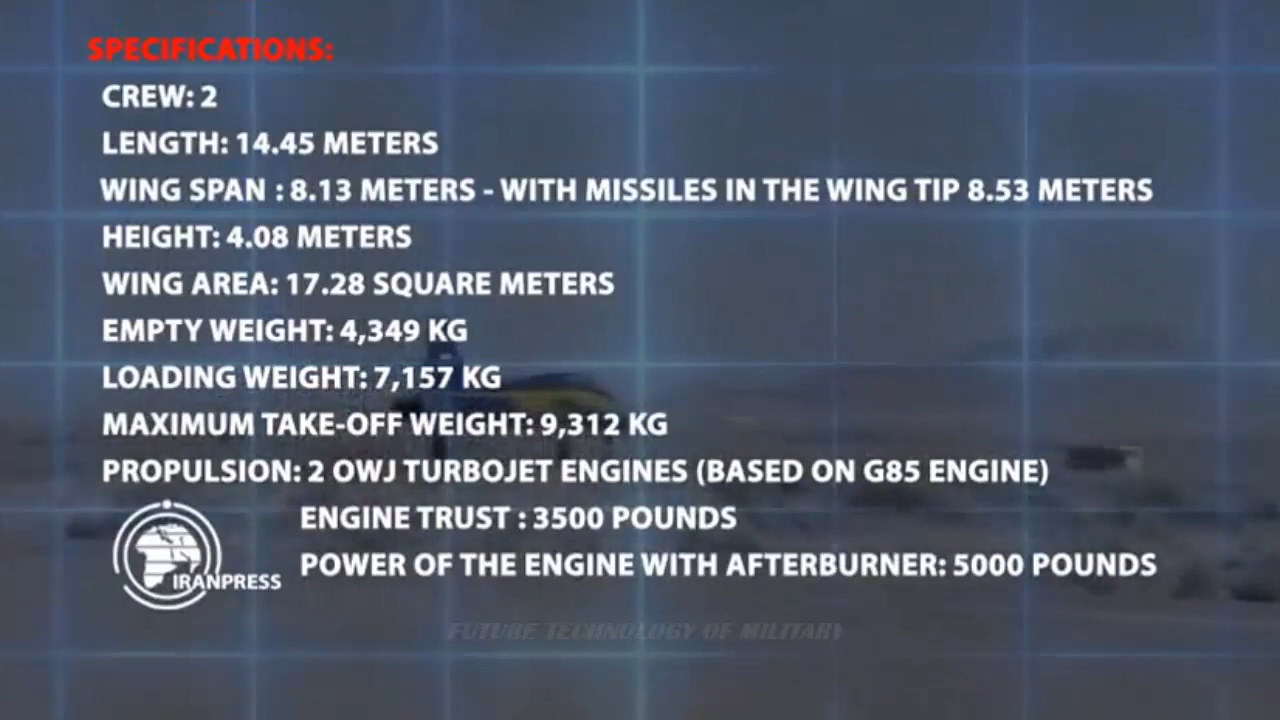 SPECIFICATIONS:
CREW: 2
LENGTH: 14.45 METERS
WING SPAN : 8.13 METERS - WITH MISSILES IN THE WING TIP 8.53 METERS
HEIGHT: 4.08 METERS
WING AREA: 17.28 SQUARE METERS
EMPTY WEIGHT: 4,349 KG
LOADING WEIGHT: 7,157 KG
MAXIMUM TAKE-OFF WEIGHT: 9,312 KG
PROPULSION: 2 OWJ TURBOJET ENGINES (BASED ON G85 ENGINE)
ENGINE TRUST : 3500 POUNDS
POWER OF THE ENGINE WITH AFTERBURNER: 5000 POUNDS
IRANPRESS
FUTURE TECHNOLOGY OF MILITARY